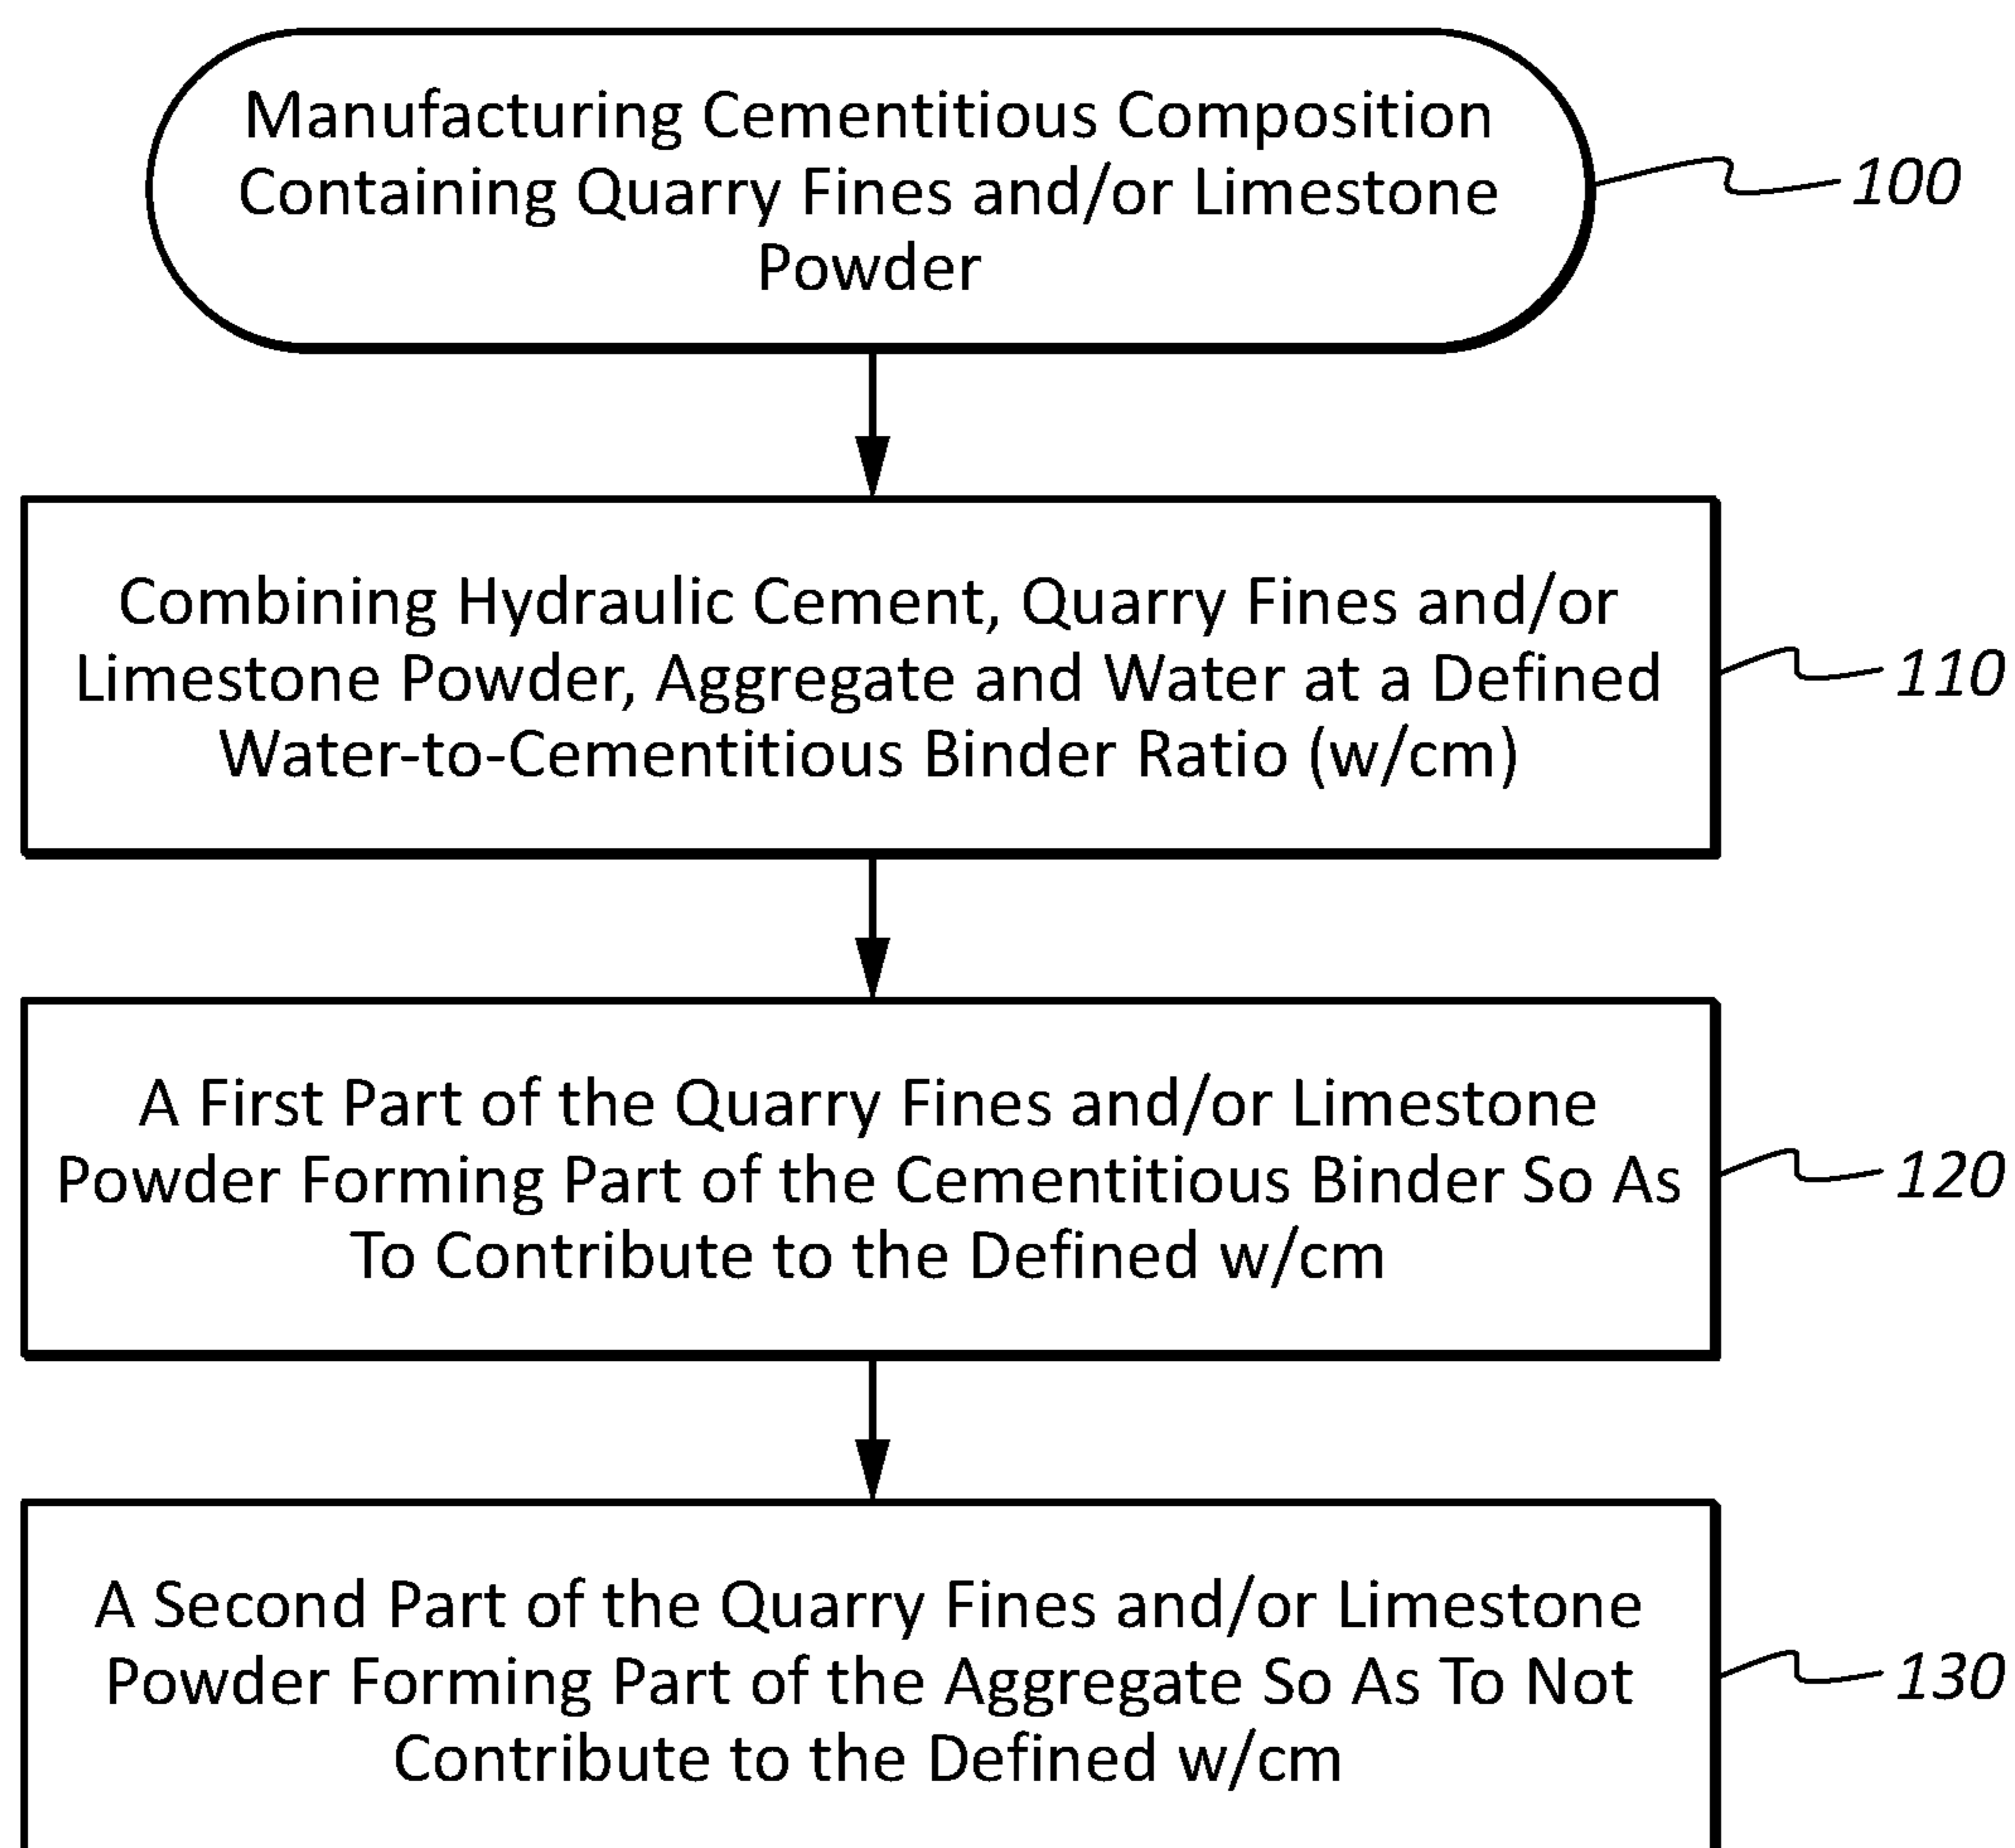 Manufacturing Cementitious Composition
Containing Quarry Fines and/or Limestone
Powder
100
Combining Hydraulic Cement, Quarry Fines and/or
Limestone Powder, Aggregate and Water at a Defined
Water-to-Cementitious Binder Ratio (w/cm)
110
A First Part of the Quarry Fines and/or Limestone
Powder Forming Part of the Cementitious Binder So As
To Contribute to the Defined w/cm
120
A Second Part of the Quarry Fines and/or Limestone
Powder Forming Part of the Aggregate So As To Not
Contribute to the Defined w/cm
130